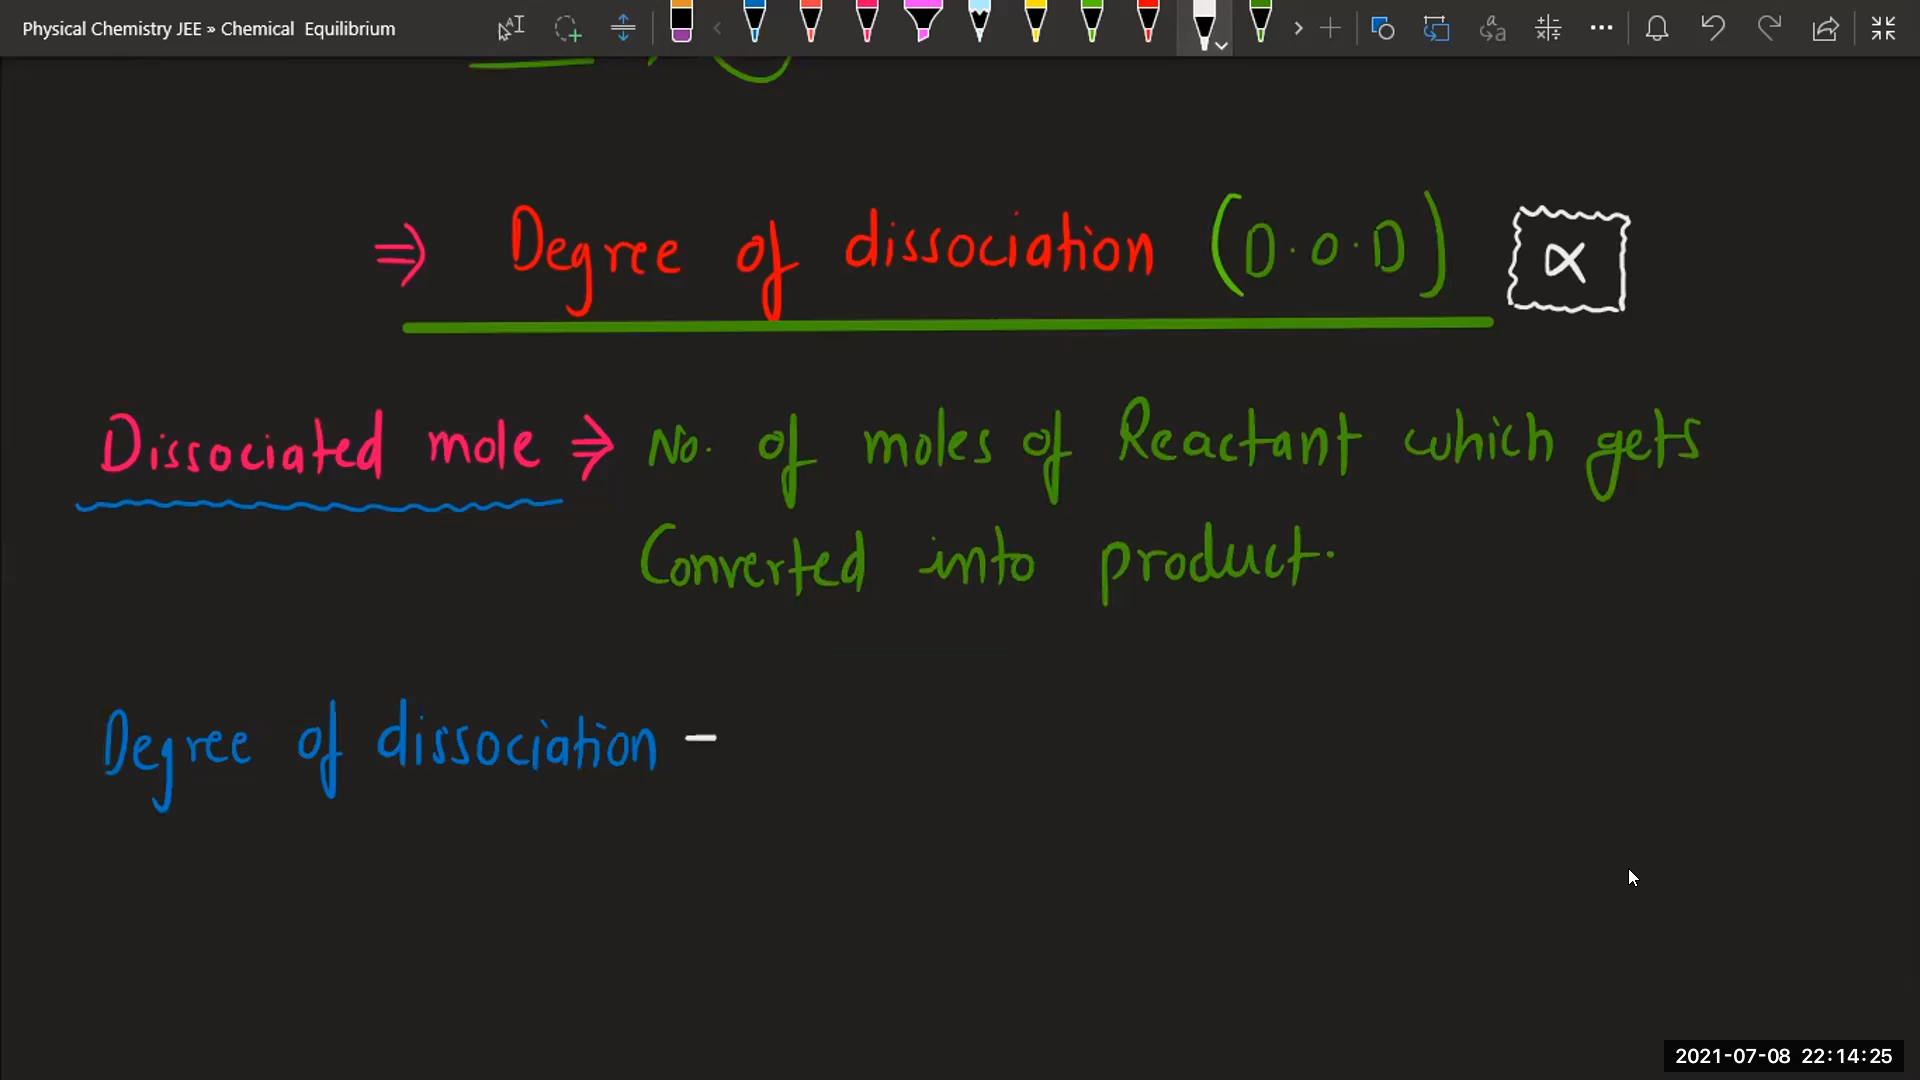 Physical Chemistry JEE » Chemical Equilibrium
⇒ Degree of dissociation (D.O.D) α
Dissociated mole ⇒ No. of moles of Reactant which gets
Converted into product.
Degree of dissociation –
2021-07-08 22:14:25